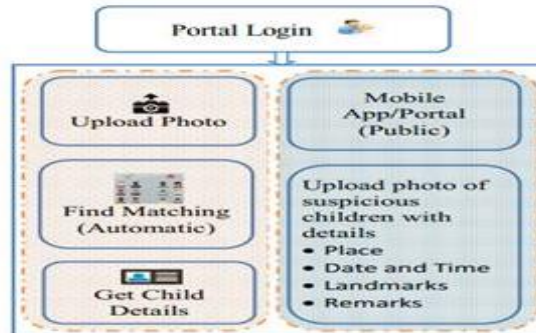 Portal Login
Upload Photo
Find Matching
(Automatic)
Get Child
Details
Mobile
App/Portal
(Public)
Upload photo of
suspicious
children with
details
• Place
• Date and Time
• Landmarks
• Remarks